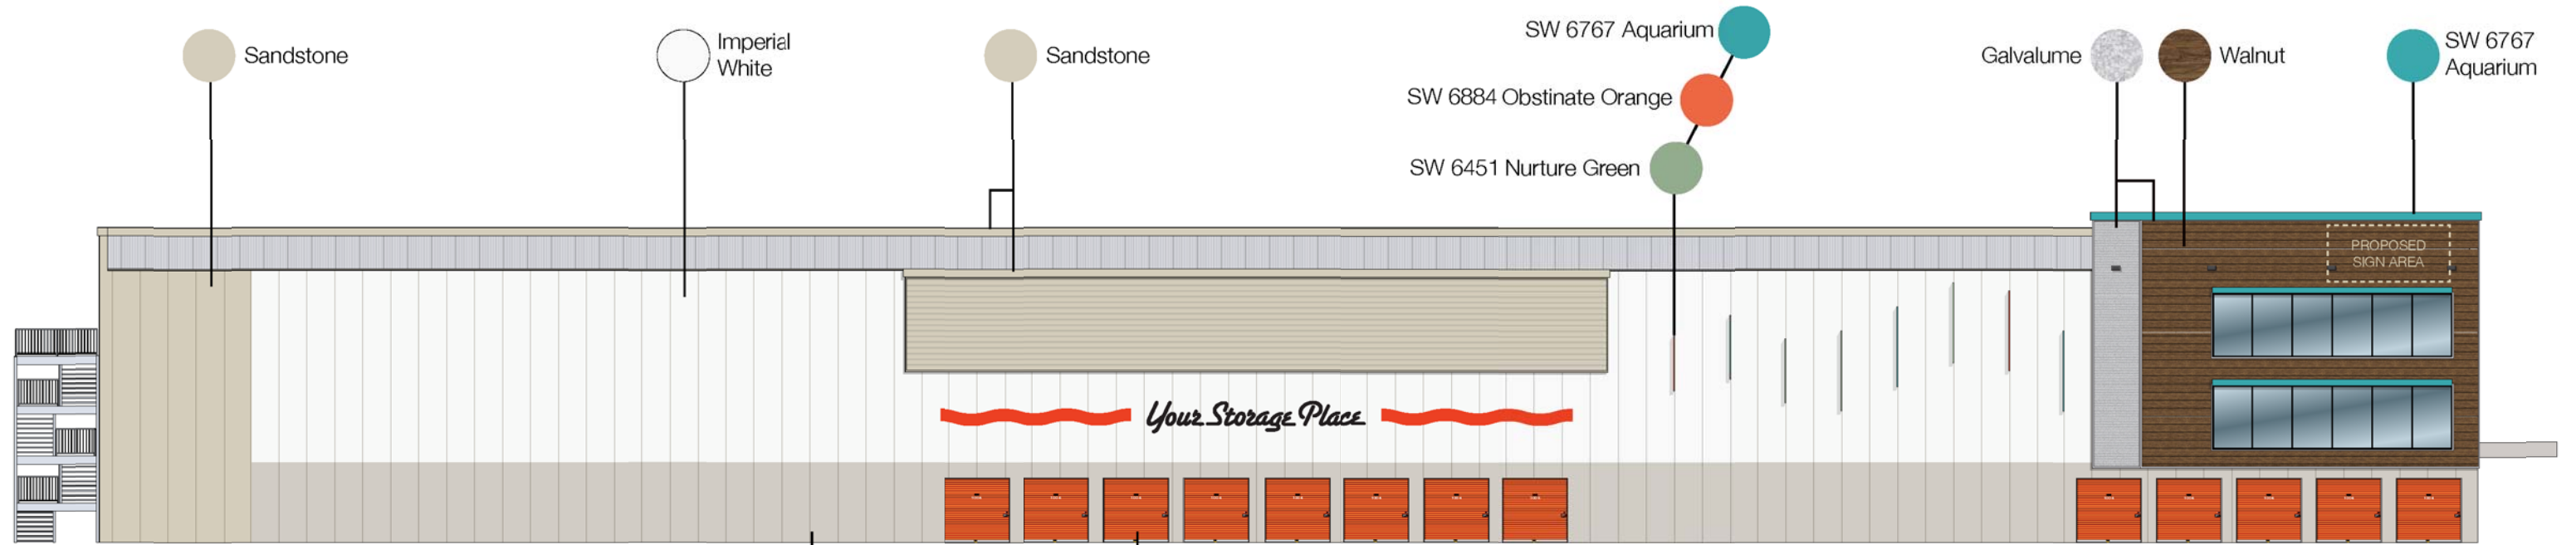 Sandstone
Imperial
White
Sandstone
SW 6767 Aquarium
SW 6884 Obstinate Orange
SW 6451 Nurture Green
Galvalume
Walnut
SW 6767
Aquarium
PROPOSED
SIGN AREA
Your Storage Place